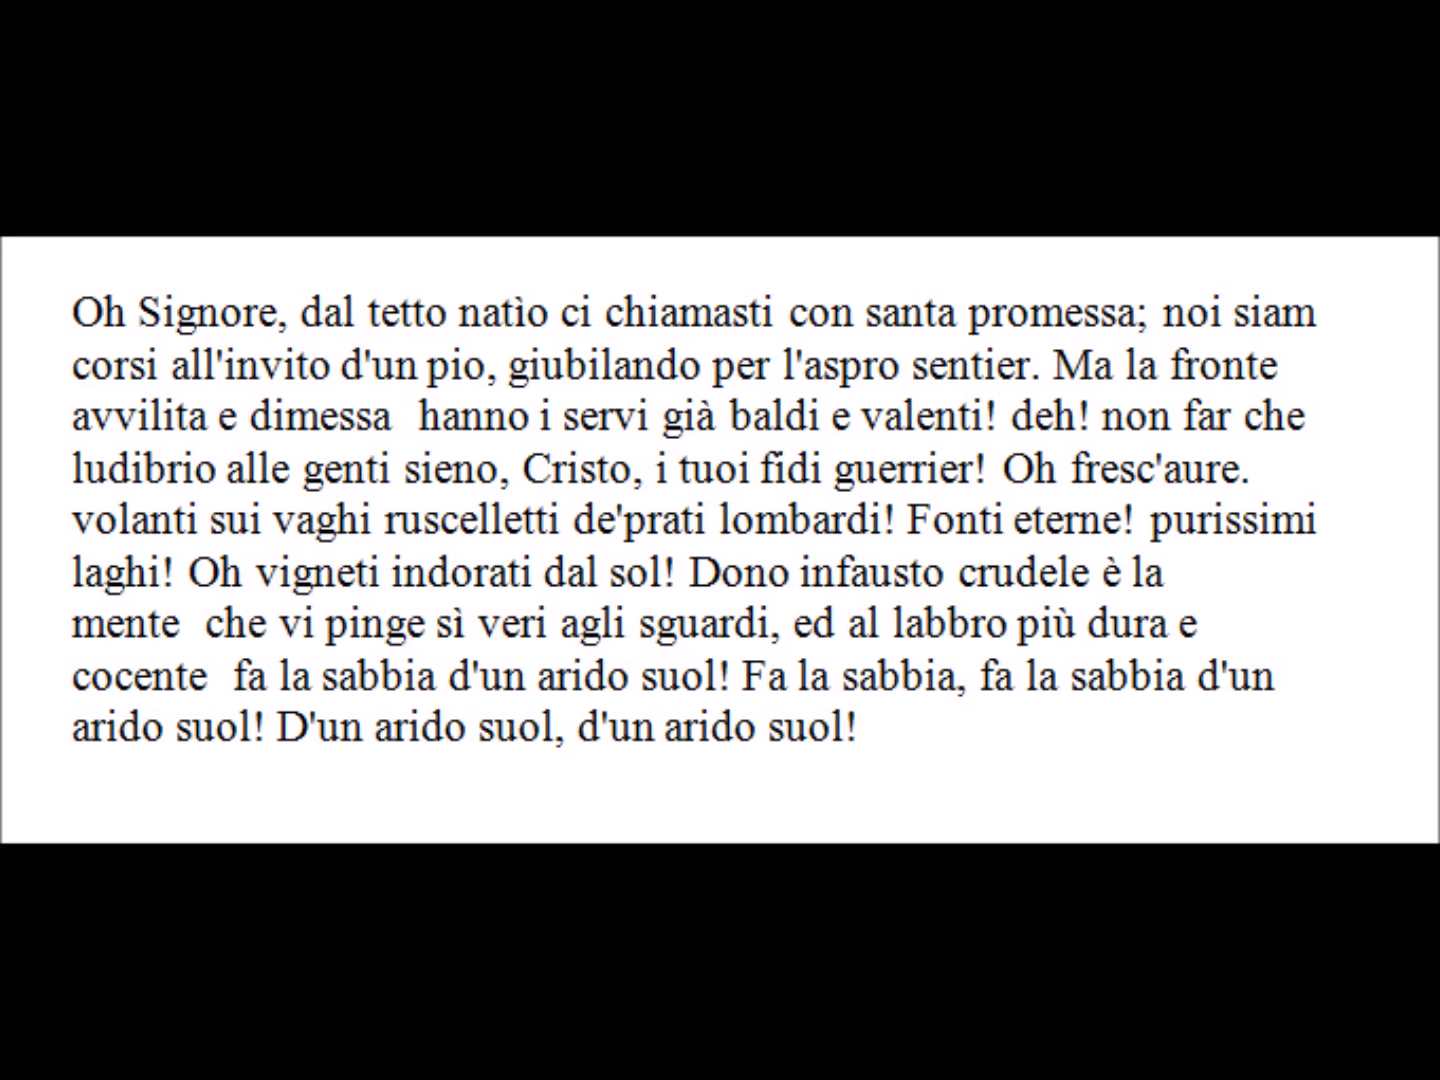 Oh Signore, dal tetto natìo ci chiamasti con santa promessa; noi siam
corsi all'invito d'un pio, giubilando per l'aspro sentier. Ma la fronte
avvilita e dimessa hanno i servi già baldi e valenti! deh! non far che
ludibrio alle genti sieno, Cristo, i tuoi fidi guerrier! Oh fresc'aure.
volanti sui vaghi ruscelletti de'prati lombardi! Fonti eterne! purissimi
laghi! Oh vigneti indorati dal sol! Dono infausto crudele è la
mente che vi pinge sì veri agli sguardi, ed al labbro più dura e
cocente fa la sabbia d'un arido suol! Fa la sabbia, fa la sabbia d'un
arido suol! D'un arido suol, d'un arido suol!